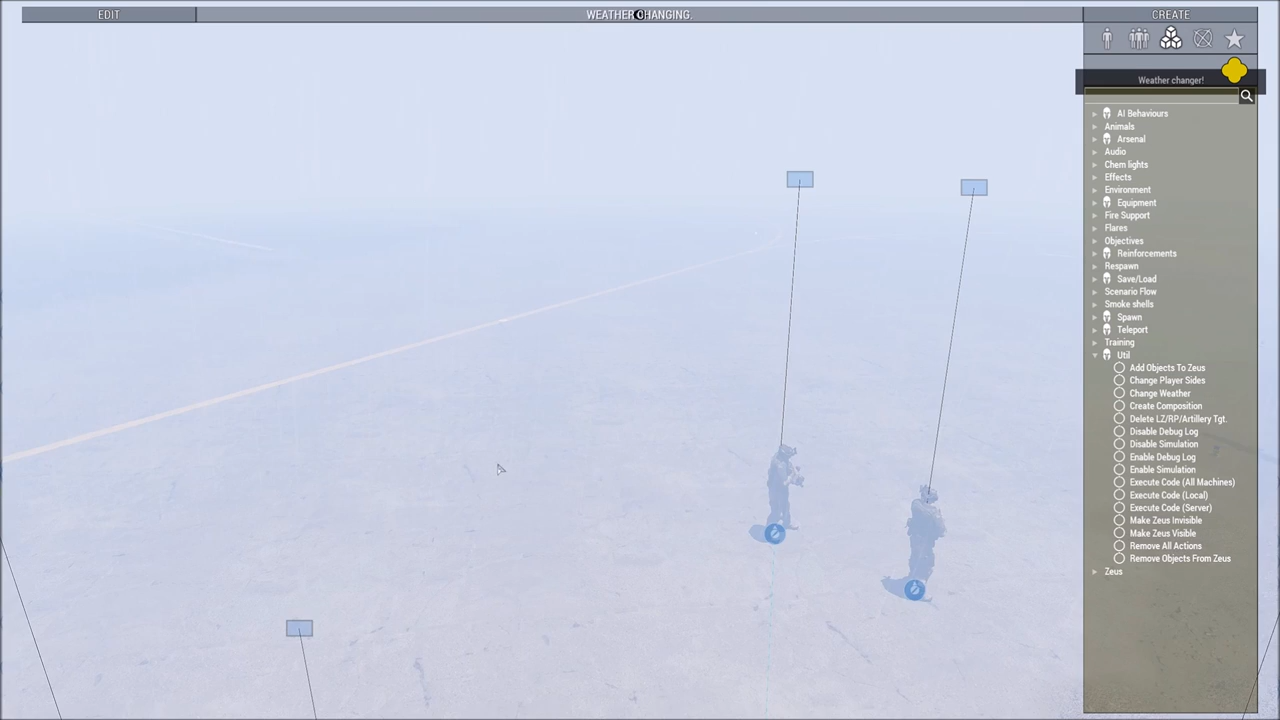 EDIT
WEATHER CHANGING.
CREATE
Weather changer!
AI Behaviours
Animals
Arsenal
Audio
Chem lights
Effects
Environment
Equipment
Fire Support
Flares
Objectives
Reinforcements
Respawn
Save/Load
Scenario Flow
Smoke shells
Spawn
Teleport
Training
Util
Add Objects To Zeus
Change Player Sides
Change Weather
Create Composition
Delete LZ/RP/Artillery Tgt.
Disable Debug Log
Disable Simulation
Enable Debug Log
Enable Simulation
Execute Code (All Machines)
Execute Code (Local)
Execute Code (Server)
Make Zeus Invisible
Make Zeus Visible
Remove All Actions
Remove Objects From Zeus
Zeus